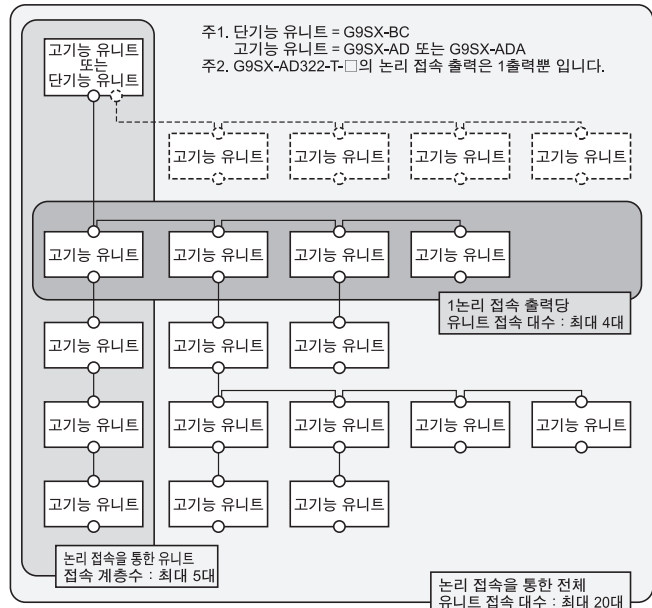 고기능 유니트
또는
단기능 유니트
주1. 단기능 유니트 = G9SX-BC
고기능 유니트 = G9SX-AD 또는 G9SX-ADA
주2. G9SX-AD322-T-□의 논리 접속 출력은 1출력뿐 입니다.
고기능 유니트 고기능 유니트 고기능 유니트 고기능 유니트
고기능 유니트 고기능 유니트 고기능 유니트 고기능 유니트
1논리 접속 출력당
유니트 접속 대수 : 최대 4대
고기능 유니트 고기능 유니트 고기능 유니트
고기능 유니트 고기능 유니트 고기능 유니트 고기능 유니트 고기능 유니트
고기능 유니트 고기능 유니트 고기능 유니트
논리 접속을 통한 유니트
접속 계층수 : 최대 5대
논리 접속을 통한 전체
유니트 접속 대수 : 최대 20대